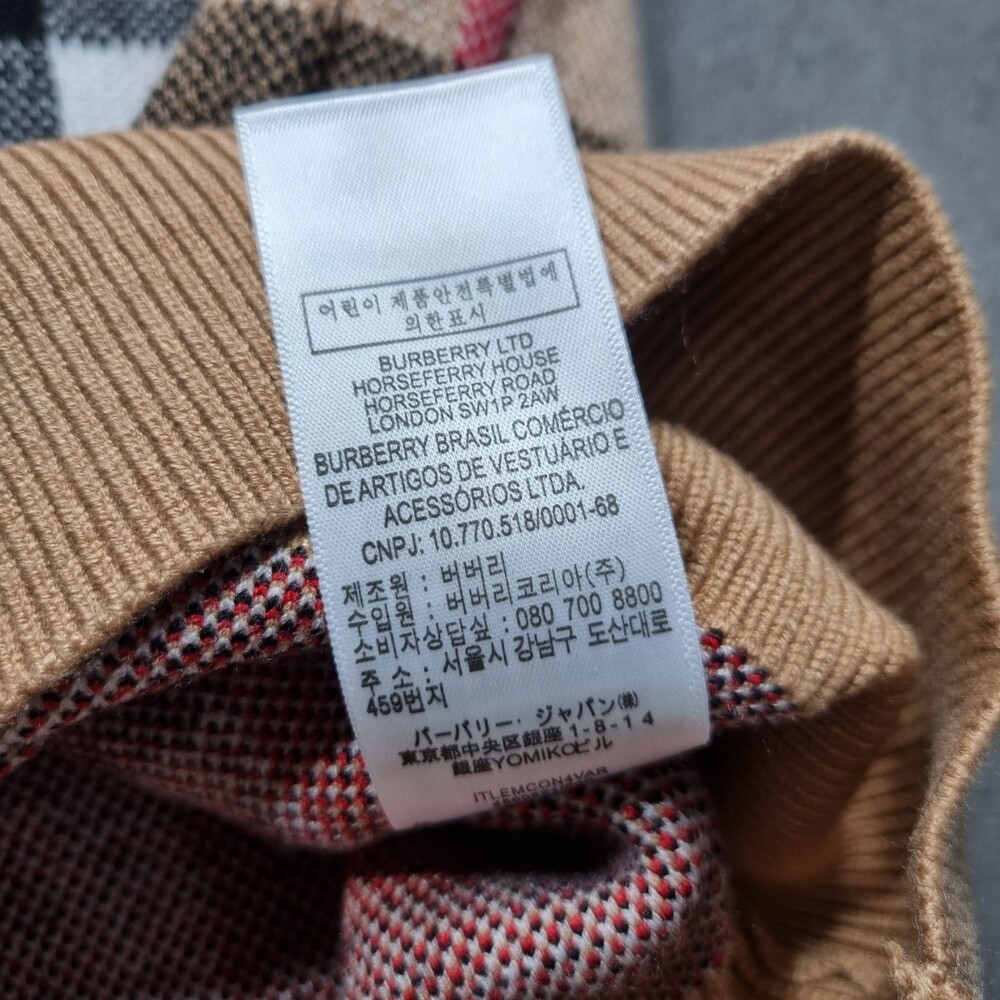 어린이 제품안전특별법에
의한표시
BURBERRY LTD
HORSEFERRY HOUSE
HORSEFERRY ROAD
LONDON SW1P 2AW
BURBERRY BRASIL COMÉRCIO
DE ARTIGOS DE VESTUÁRIO E
ACESSÓRIOS LTDA.
CNPJ: 10.770.518/0001-68
제조원 : 버버리
수입원 : 버버리코리아(주)
소비자상담실 : 080 700 8800
주 소 : 서울시 강남구 도산대로
459번지
バーバリー・ジャパン㈱
東京都中央区銀座 1-8-14
銀座YOMIKOビル
ITLEMCON4VAR